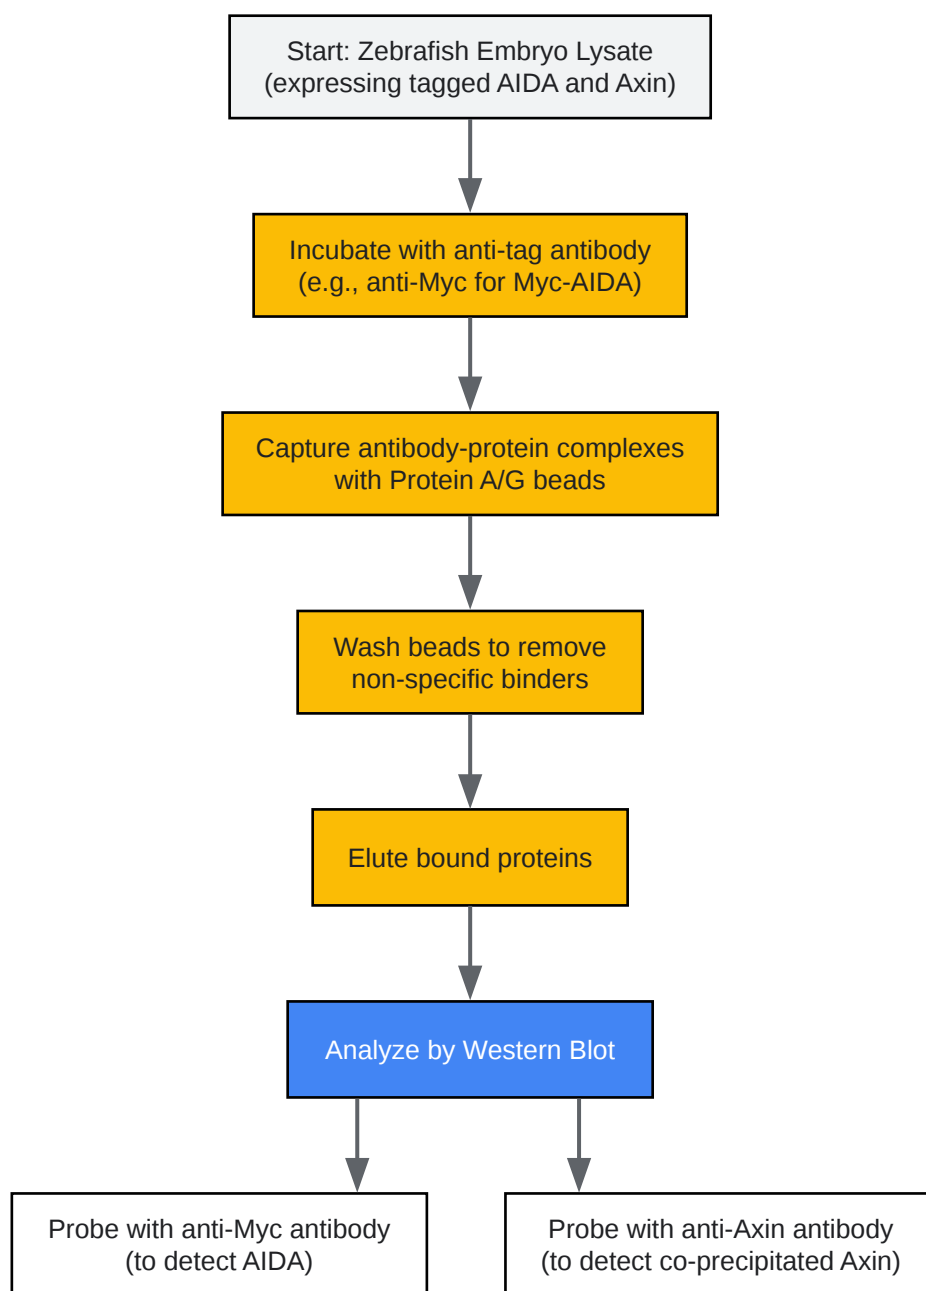 Start: Zebrafish Embryo Lysate
(expressing tagged AIDA and Axin)
Incubate with anti-tag antibody
(e.g., anti-Myc for Myc-AIDA)
Capture antibody-protein complexes
with Protein A/G beads
Wash beads to remove
non-specific binders
Elute bound proteins
Analyze by Western Blot
Probe with anti-Myc antibody
(to detect AIDA)
Probe with anti-Axin antibody
(to detect co-precipitated Axin)